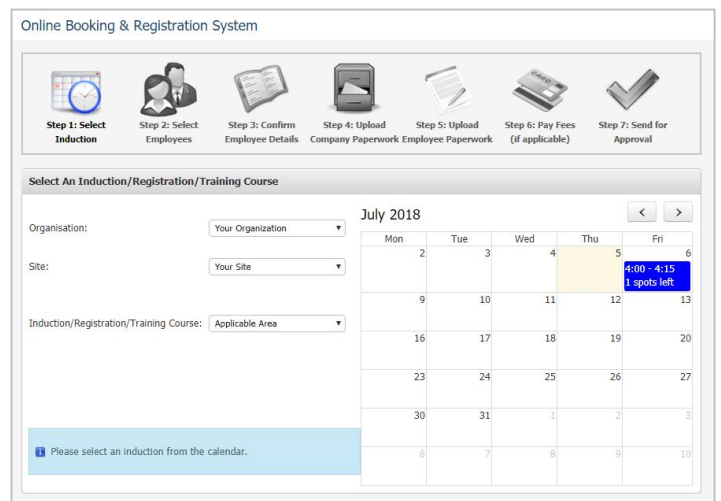 Online Booking & Registration System
Step 1: Select
Induction
Step 2: Select
Employees
Step 3: Confirm
Employee Details
Step 4: Upload
Company Paperwork
Step 5: Upload
Employee Paperwork
Step 6: Pay Fees
(if applicable)
Step 7: Send for
Approval
CARD
Select An Induction/Registration/Training Course
Organisation: Your Organization
Site: Your Site
Induction/Registration/Training Course: Applicable Area
Please select an induction from the calendar.
July 2018 < >
Mon Tue Wed Thu Fri
2 3 4 5 6
4:00 - 4:15
1 spots left
9 10 11 12 13
16 17 18 19 20
23 24 25 26 27
30 31 1 2 3
6 7 8 9 10